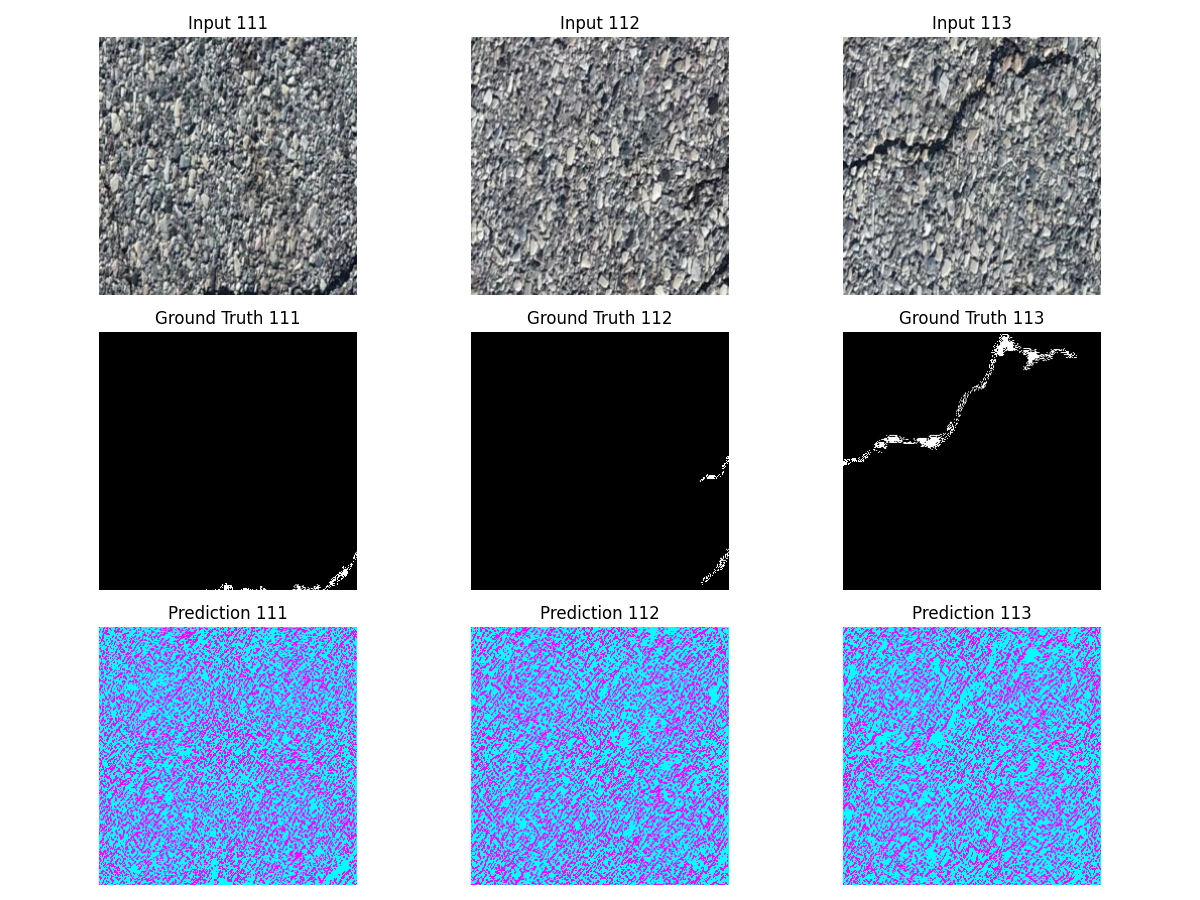 Input 111
Input 112
Input 113
Ground Truth 111
Ground Truth 112
Ground Truth 113
Prediction 111
Prediction 112
Prediction 113